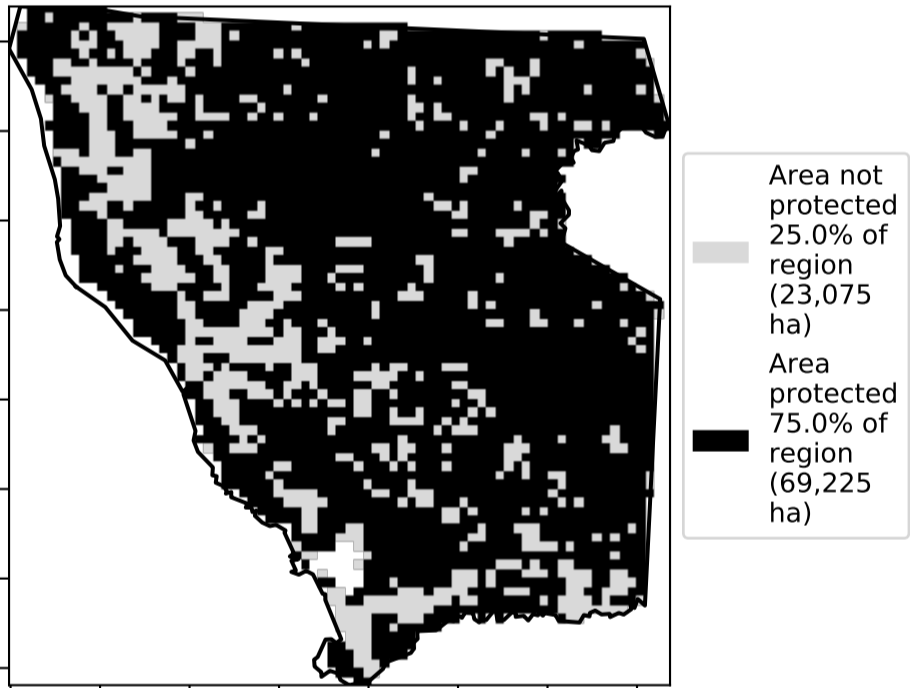 Area not
protected
25.0% of
region
(23,075
ha)
Area
protected
75.0% of
region
(69,225
ha)